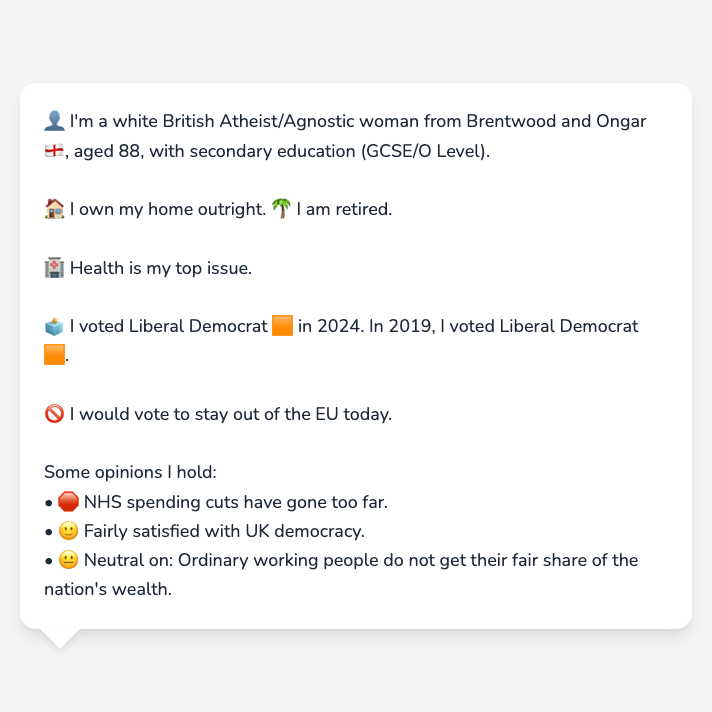 👤 I'm a white British Atheist/Agnostic woman from Brentwood and Ongar
🏴󠁧󠁢󠁥󠁮󠁧󠁿, aged 88, with secondary education (GCSE/O Level).
🏠 I own my home outright. 🌴 I am retired.
🏥 Health is my top issue.
🗳️ I voted Liberal Democrat 🟧 in 2024. In 2019, I voted Liberal Democrat
🟧.
🚫 I would vote to stay out of the EU today.
Some opinions I hold:
• 🛑 NHS spending cuts have gone too far.
• 🙂 Fairly satisfied with UK democracy.
• 😐 Neutral on: Ordinary working people do not get their fair share of the
nation's wealth.